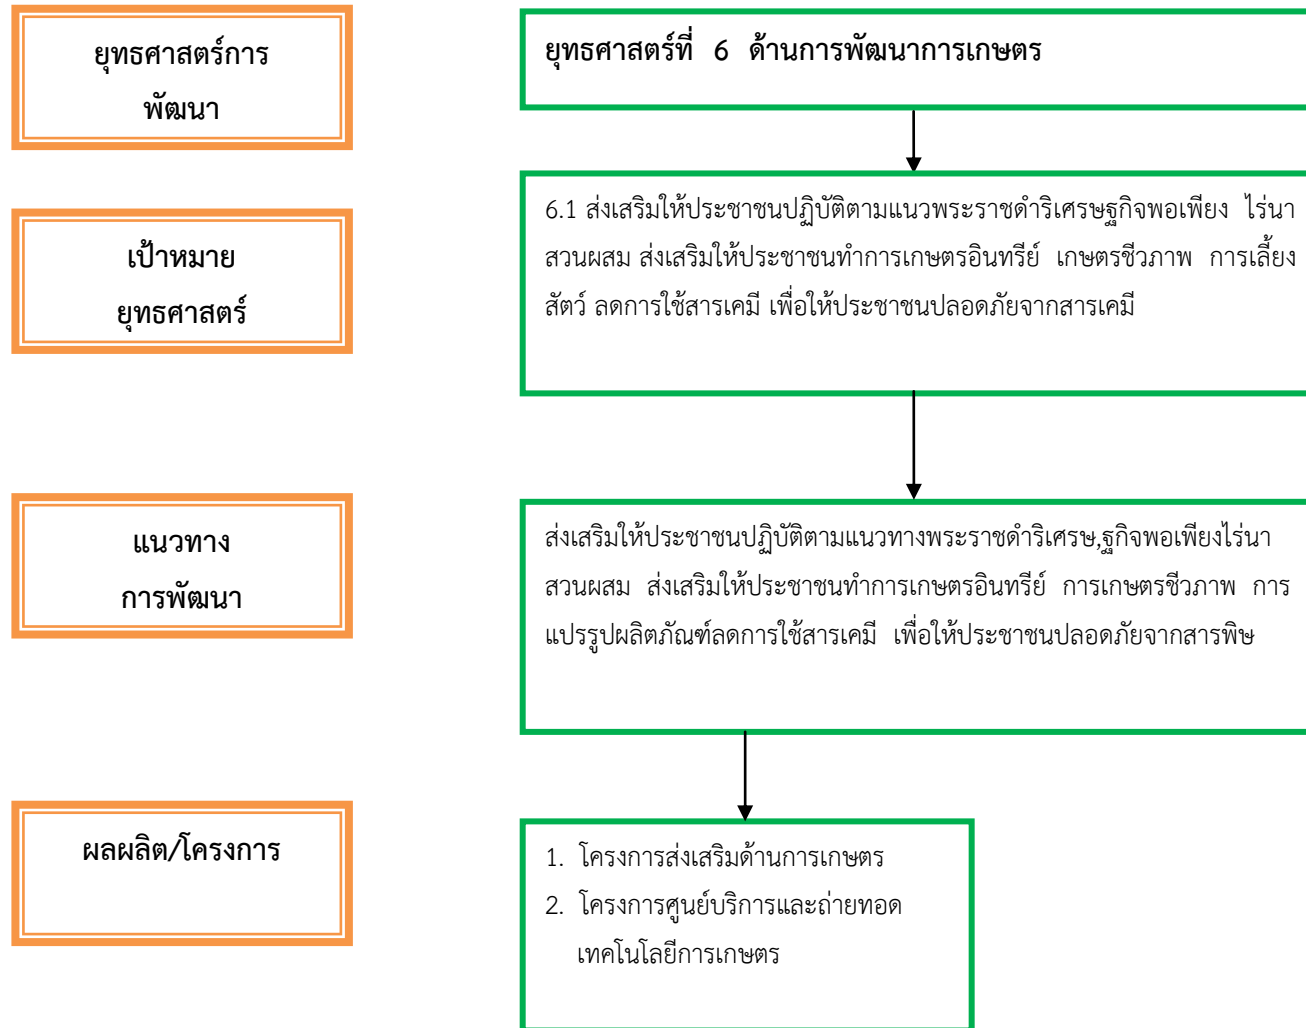 ยุทธศาสตร์การ
พัฒนา
ยุทธศาสตร์ที่ 6 ด้านการพัฒนาการเกษตร
เป้าหมาย
ยุทธศาสตร์
6.1 ส่งเสริมให้ประชาชนปฏิบัติตามแนวพระราชดำริเศรษฐกิจพอเพียง ไร่นา
สวนผสม ส่งเสริมให้ประชาชนทำการเกษตรอินทรีย์ เกษตรชีวภาพ การเลี้ยง
สัตว์ ลดการใช้สารเคมี เพื่อให้ประชาชนปลอดภัยจากสารเคมี
แนวทาง
การพัฒนา
ส่งเสริมให้ประชาชนปฏิบัติตามแนวทางพระราชดำริเศรษ,ฐกิจพอเพียงไร่นา
สวนผสม ส่งเสริมให้ประชาชนทำการเกษตรอินทรีย์ การเกษตรชีวภาพ การ
แปรรูปผลิตภัณฑ์ลดการใช้สารเคมี เพื่อให้ประชาชนปลอดภัยจากสารพิษ
ผลผลิต/โครงการ
1. โครงการส่งเสริมด้านการเกษตร
2. โครงการศูนย์บริการและถ่ายทอด
เทคโนโลยีการเกษตร